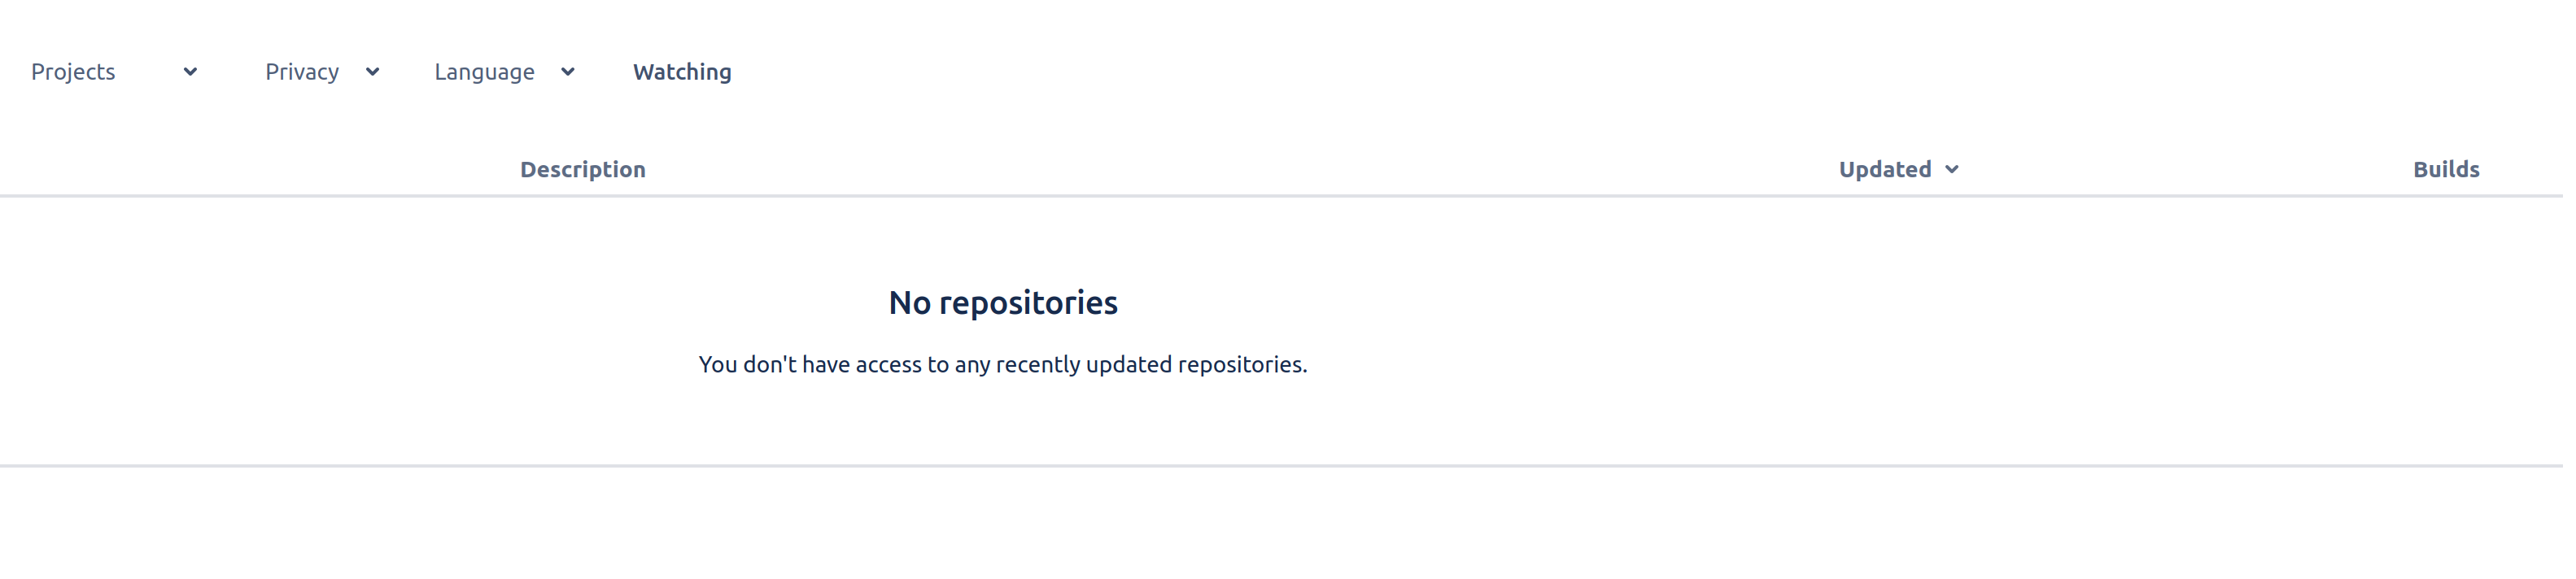 Projects Privacy Language Watching
Description Updated Builds
No repositories
You don't have access to any recently updated repositories.